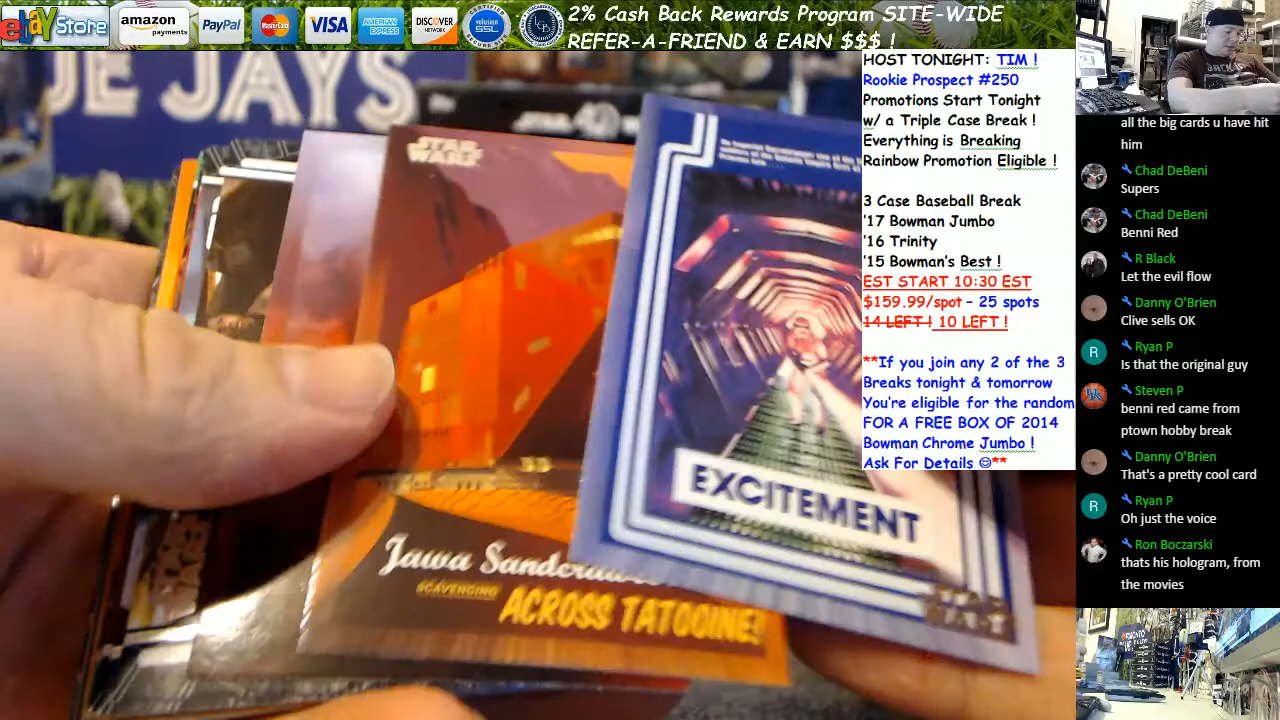 ebay Store
amazon
payments
PayPal
MasterCard
VISA
AMERICAN EXPRESS
DISCOVER
NETWORK
volusion
SSL
2% Cash Back Rewards Program SITE-WIDE
REFER-A-FRIEND & EARN $$$ !
HOST TONIGHT: TIM !
Rookie Prospect #250
Promotions Start Tonight
w/ a Triple Case Break !
Everything is Breaking
Rainbow Promotion Eligible !
3 Case Baseball Break
'17 Bowman Jumbo
'16 Trinity
'15 Bowman's Best !
EST START 10:30 EST
$159.99/spot – 25 spots
14 LEFT ! 10 LEFT !
**If you join any 2 of the 3
Breaks tonight & tomorrow
You're eligible for the random
FOR A FREE BOX OF 2014
Bowman Chrome Jumbo !
Ask For Details ☺**
all the big cards u have hit
him
Chad DeBeni
Supers
Chad DeBeni
Benni Red
R Black
Let the evil flow
Danny O'Brien
Clive sells OK
Ryan P
Is that the original guy
Steven P
benni red came from
ptown hobby break
Danny O'Brien
That's a pretty cool card
Ryan P
Oh just the voice
Ron Boczarski
thats his hologram, from
the movies
UE JAYS
STAR WARS
STAR
EXCITEMENT
Jawa
SCAVENGING
ACROSS TATOOINE!
R
R
TORONTO